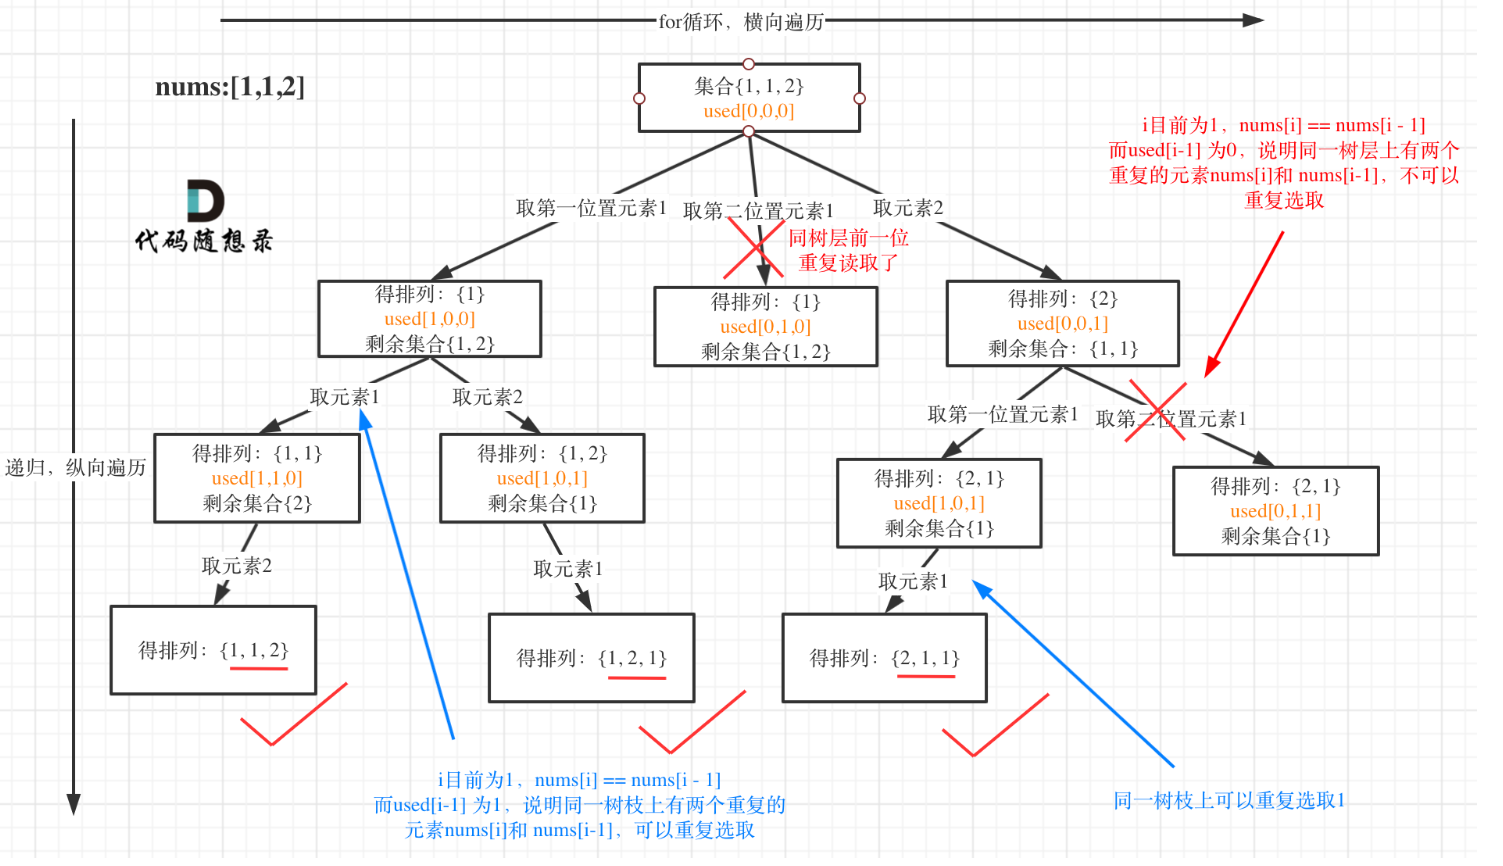 for循环，横向遍历
nums:[1,1,2]
集合{1, 1, 2}
used[0,0,0]
i目前为1，nums[i] == nums[i - 1]
而used[i-1] 为0，说明同一树层上有两个
重复的元素nums[i]和 nums[i-1]，不可以
重复选取
代码随想录
取第一位置元素1
取第二位置元素1
取元素2
同树层前一位
重复读取了
得排列：{1}
used[1,0,0]
剩余集合{1, 2}
得排列：{1}
used[0,1,0]
剩余集合{1, 2}
得排列：{2}
used[0,0,1]
剩余集合：{1, 1}
取元素1
取元素2
取第一位置元素1
取第二位置元素1
递归，纵向遍历
得排列：{1, 1}
used[1,1,0]
剩余集合{2}
得排列：{1, 2}
used[1,0,1]
剩余集合{1}
得排列：{2, 1}
used[1,0,1]
剩余集合{1}
得排列：{2, 1}
used[0,1,1]
剩余集合{1}
取元素2
取元素1
取元素1
得排列：{1, 1, 2}
得排列：{1, 2, 1}
得排列：{2, 1, 1}
i目前为1，nums[i] == nums[i - 1]
而used[i-1] 为1，说明同一树枝上有两个重复的
元素nums[i]和 nums[i-1]，可以重复选取
同一树枝上可以重复选取1